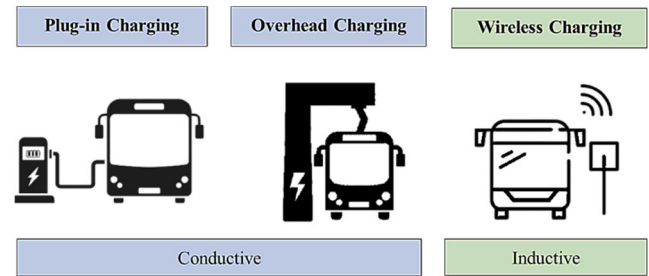 Plug-in Charging
Overhead Charging
Wireless Charging
Conductive
Inductive